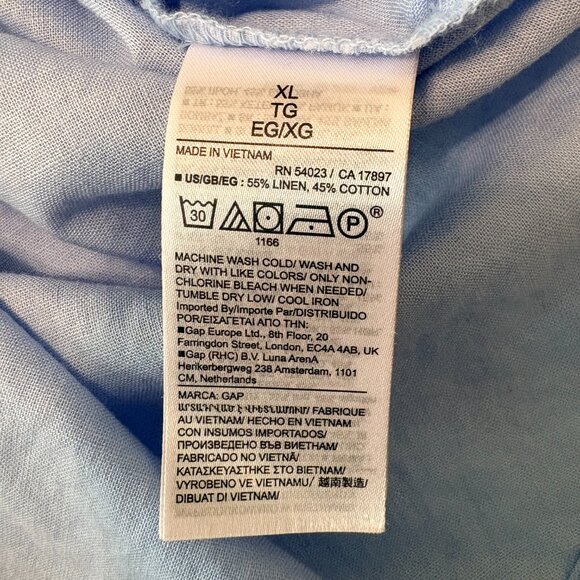 XL
TG
EG/XG
MADE IN VIETNAM
RN 54023 / CA 17897
■ US/GB/EG : 55% LINEN, 45% COTTON
30 P ®
1166
MACHINE WASH COLD/ WASH AND
DRY WITH LIKE COLORS/ ONLY NON-
CHLORINE BLEACH WHEN NEEDED/
TUMBLE DRY LOW/ COOL IRON
Imported By/Importe Par/DISTRIBUIDO
POR/ΕΙΣΑΓΕΤΑΙ ΑΠΟ ΤΗΝ:
■Gap Europe Ltd., 8th Floor, 20
Farringdon Street, London, EC4A 4AB, UK
■Gap (RHC) B.V. Luna ArenA
Herikerbergweg 238 Amsterdam, 1101
CM, Netherlands
MARCA: GAP
ԱՐՏԱԴՐՎԱԾ Է ՎԻԵՏՆԱՄՈՒՄ/ FABRIQUE
AU VIETNAM/ HECHO EN VIETNAM
CON INSUMOS IMPORTADOS/
ПРОИЗВЕДЕНО ВЪВ ВИЕТНАМ/
FABRICADO NO VIETNÃ/
ΚΑΤΑΣΚΕΥΑΣΤΗΚΕ ΣΤΟ ΒΙΕΤΝΑΜ/
VYROBENO VE VIETNAMU/ 越南製造/
DIBUAT DI VIETNAM/